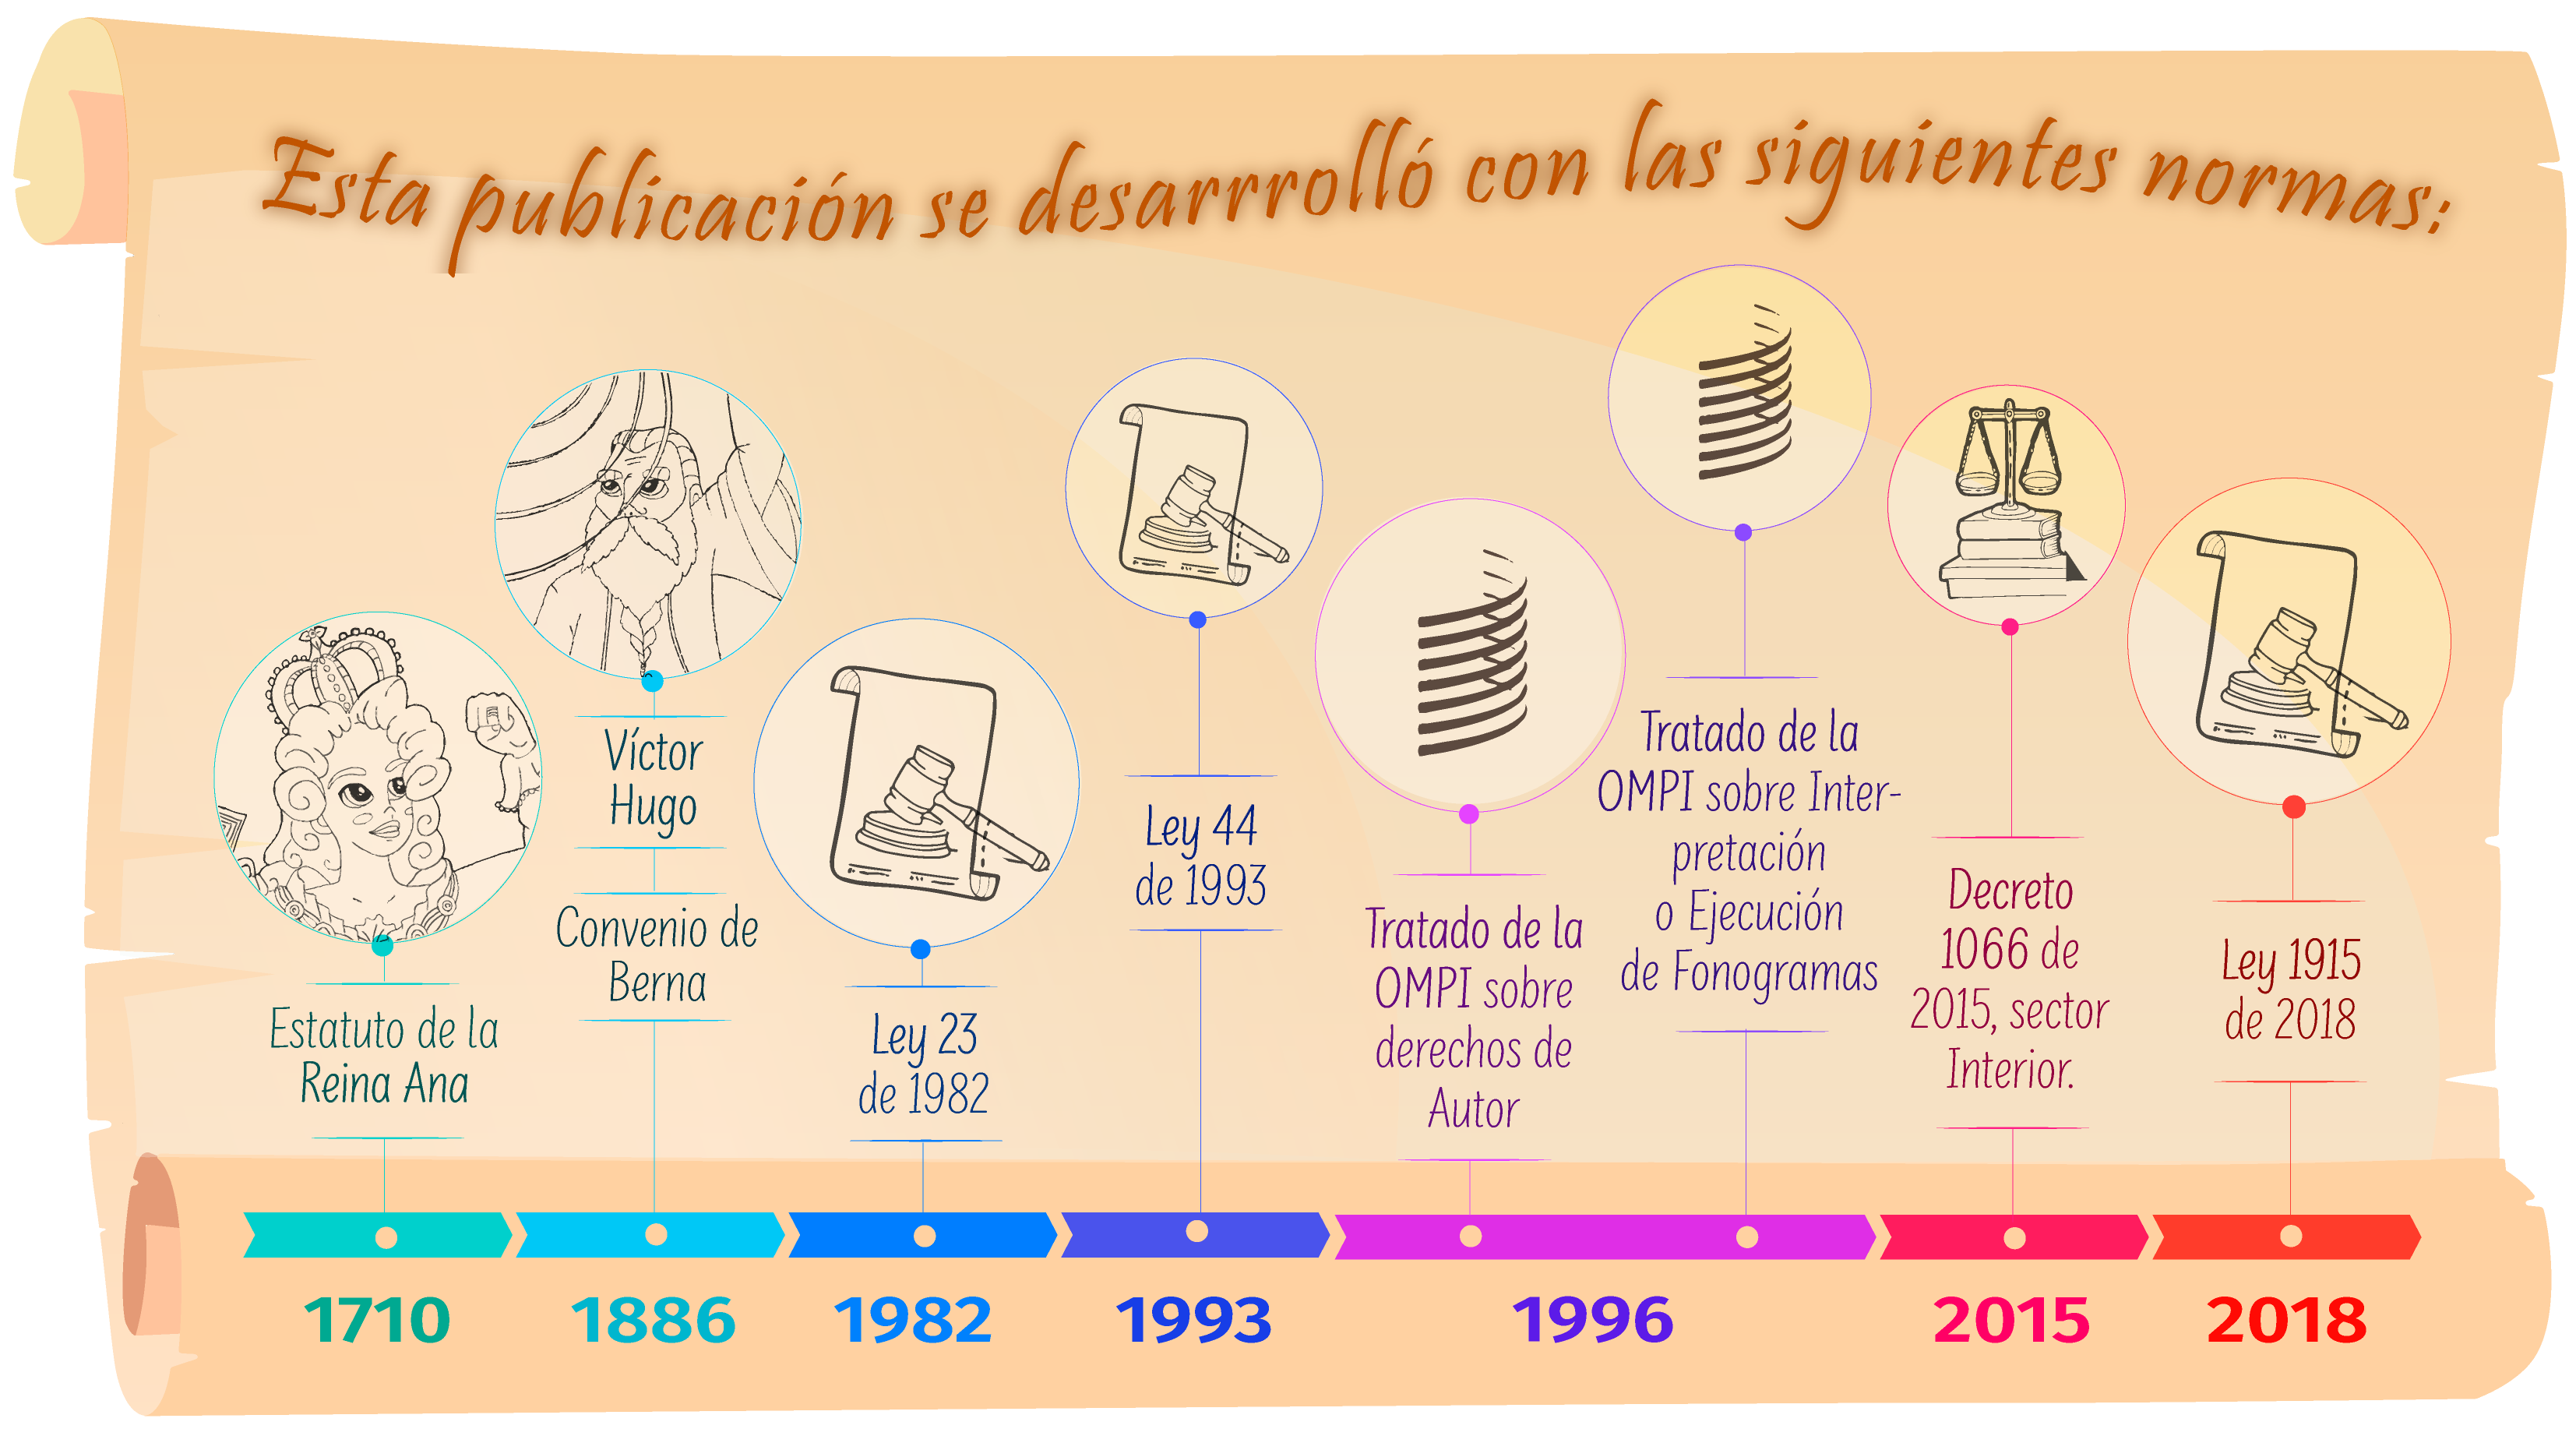 Esta publicación se desarrrolló con las siguientes normas:
Estatuto de la
Reina Ana
Víctor
Hugo
Convenio de
Berna
Ley 23
de 1982
Ley 44
de 1993
Tratado de la
OMPI sobre
derechos de
Autor
Tratado de la
OMPI sobre Inter-
pretación
o Ejecución
de Fonogramas
Decreto
1066 de
2015, sector
Interior.
Ley 1915
de 2018
1710
1886
1982
1993
1996
2015
2018